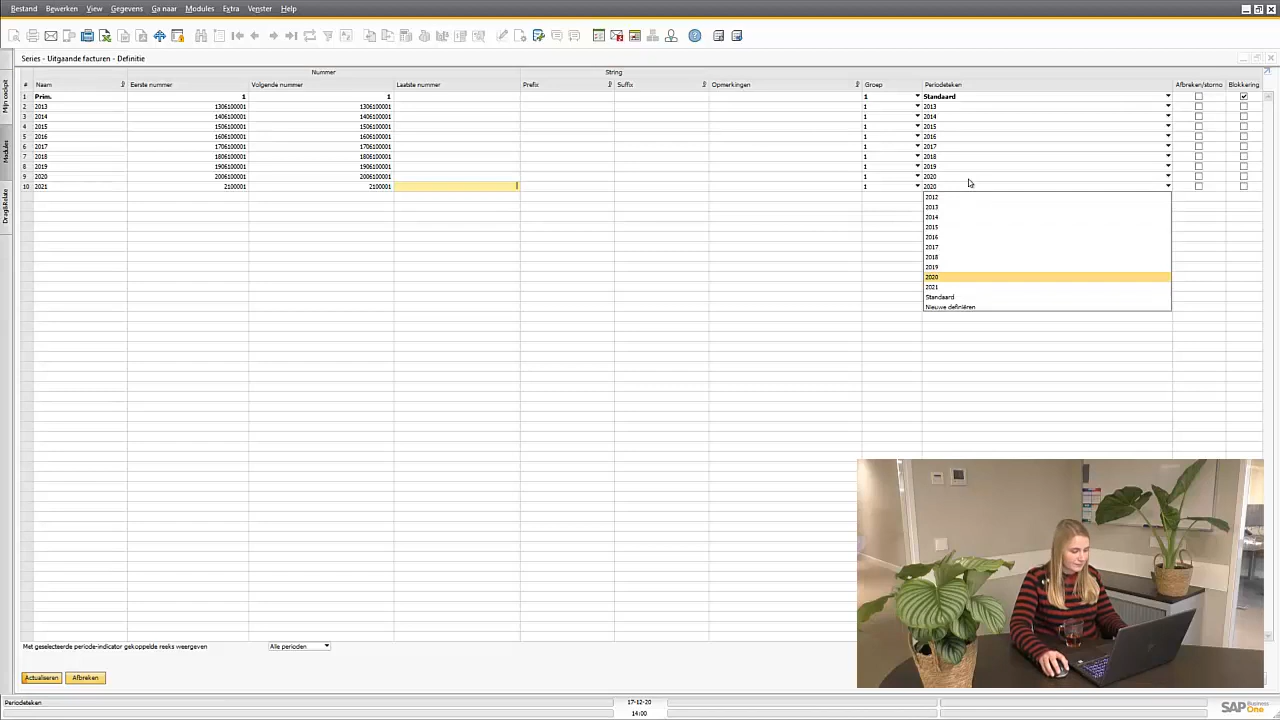 Bestand Bewerken View Gegevens Ga naar Modules Extra Venster Help
Series - Uitgaande facturen - Definitie
Nummer String
# Naam Eerste nummer Volgende nummer Laatste nummer Prefix Suffix Opmerkingen Groep Periodeteken Afbreken/storno Blokkering
1 Prim. 1 1 1 Standaard
2 2013 1306100001 1306100001 1 2013
3 2014 1406100001 1406100001 1 2014
4 2015 1506100001 1506100001 1 2015
5 2016 1606100001 1606100001 1 2016
6 2017 1706100001 1706100001 1 2017
7 2018 1806100001 1806100001 1 2018
8 2019 1906100001 1906100001 1 2019
9 2020 2006100001 2006100001 1 2020
10 2021 2100001 2100001 1 2020
2012
2013
2014
2015
2016
2017
2018
2019
2020
2021
Standaard
Nieuwe definiëren
Mijn cockpit
Modules
Drag&Relate
Met geselecteerde periode-indicator gekoppelde reeks weergeven Alle perioden
Actualiseren Afbreken
Periodeteken 17-12-20
14:00
SAP Business One